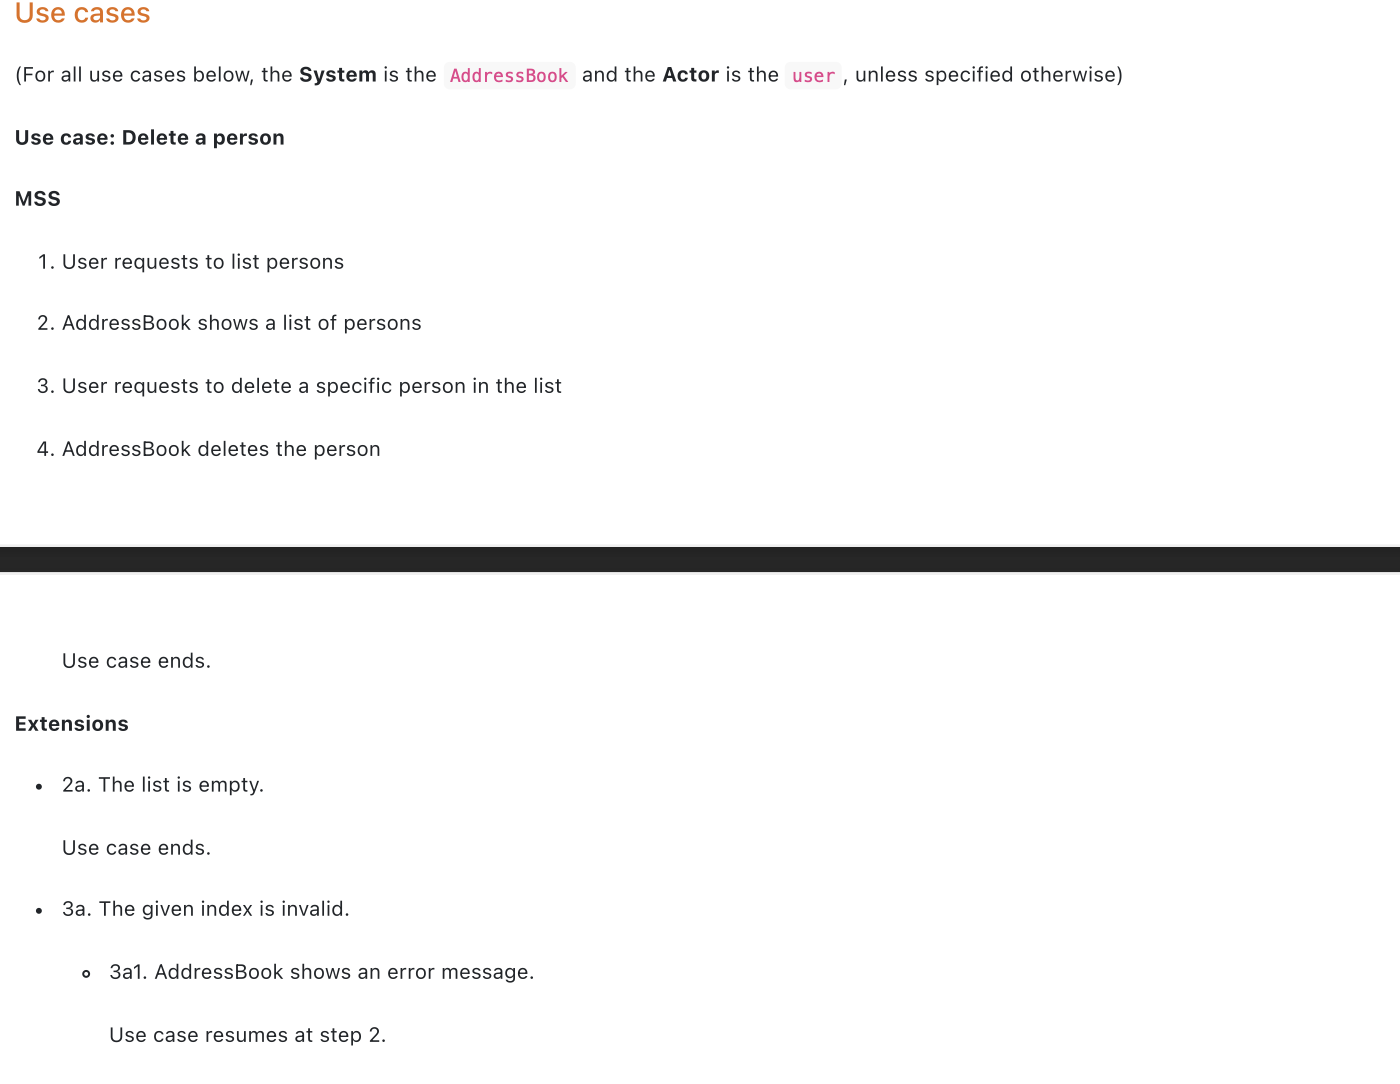 Use cases
(For all use cases below, the System is the AddressBook and the Actor is the user , unless specified otherwise)
Use case: Delete a person
MSS
1. User requests to list persons
2. AddressBook shows a list of persons
3. User requests to delete a specific person in the list
4. AddressBook deletes the person
Use case ends.
Extensions
• 2a. The list is empty.
Use case ends.
• 3a. The given index is invalid.
○ 3a1. AddressBook shows an error message.
Use case resumes at step 2.